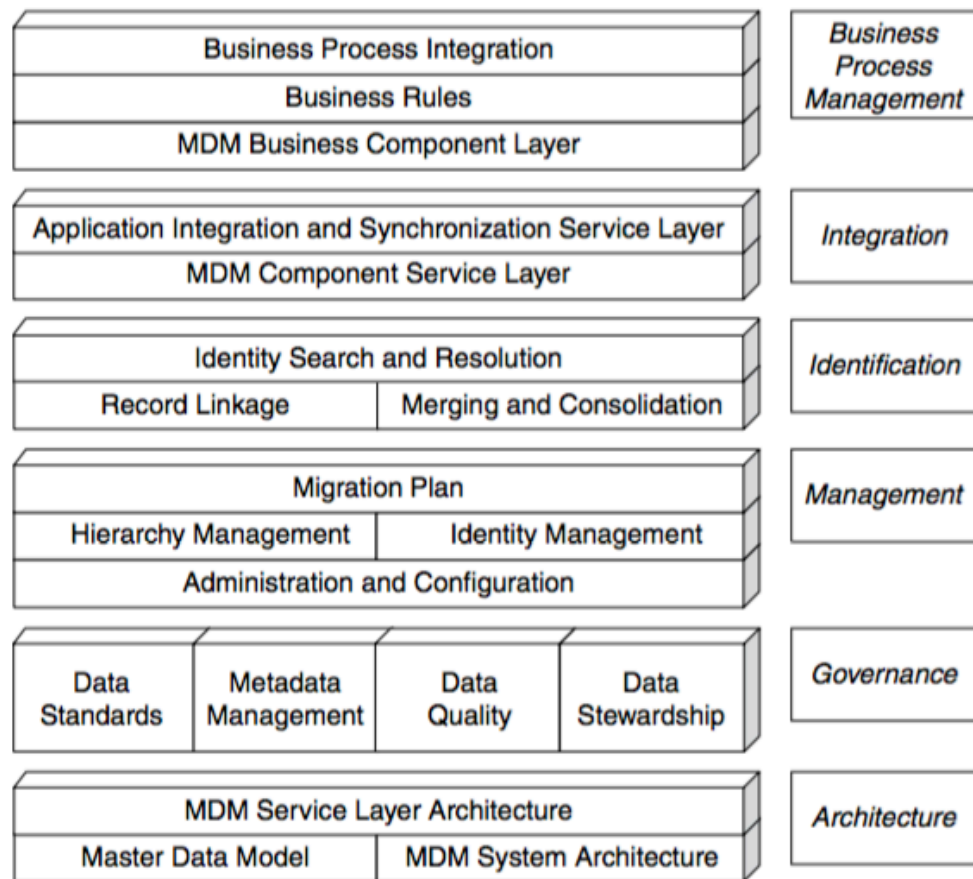 Business Process Integration
Business Rules
MDM Business Component Layer
Business
Process
Management
Application Integration and Synchronization Service Layer
MDM Component Service Layer
Integration
Identity Search and Resolution
Record Linkage
Merging and Consolidation
Identification
Migration Plan
Hierarchy Management
Identity Management
Administration and Configuration
Management
Data
Standards
Metadata
Management
Data
Quality
Data
Stewardship
Governance
MDM Service Layer Architecture
Master Data Model
MDM System Architecture
Architecture